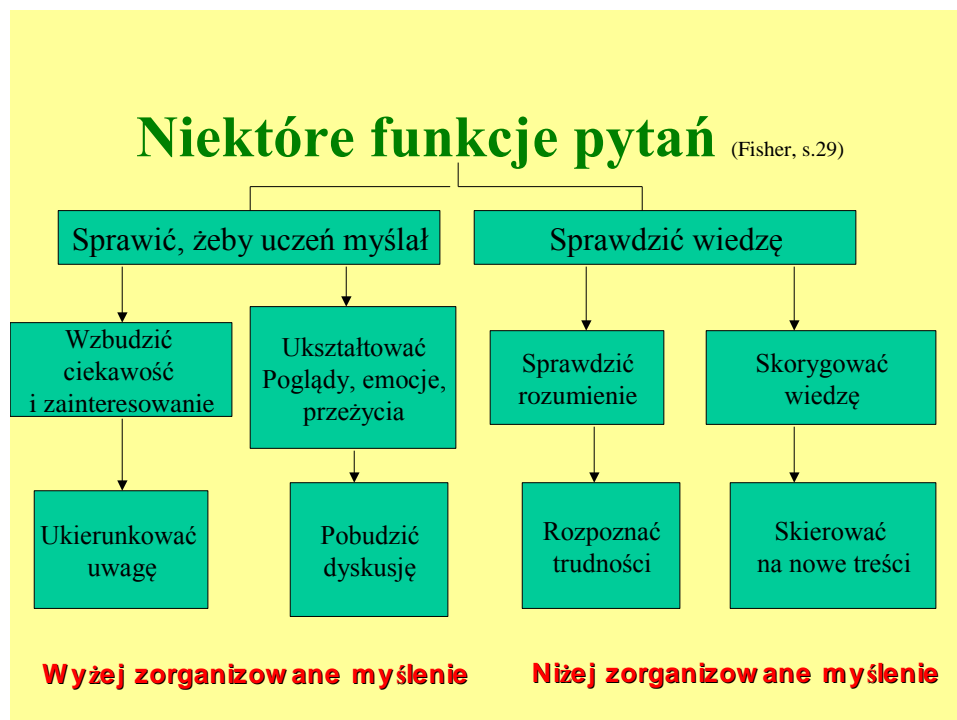 Niektóre funkcje pytań (Fisher, s.29)
Sprawić, żeby uczeń myślał
Sprawdzić wiedzę
Wzbudzić
ciekawość
i zainteresowanie
Ukształtować
Poglądy, emocje,
przeżycia
Sprawdzić
rozumienie
Skorygować
wiedzę
Ukierunkować
uwagę
Pobudzić
dyskusję
Rozpoznać
trudności
Skierować
na nowe treści
Wyżej zorganizowane myślenie
Niżej zorganizowane myślenie